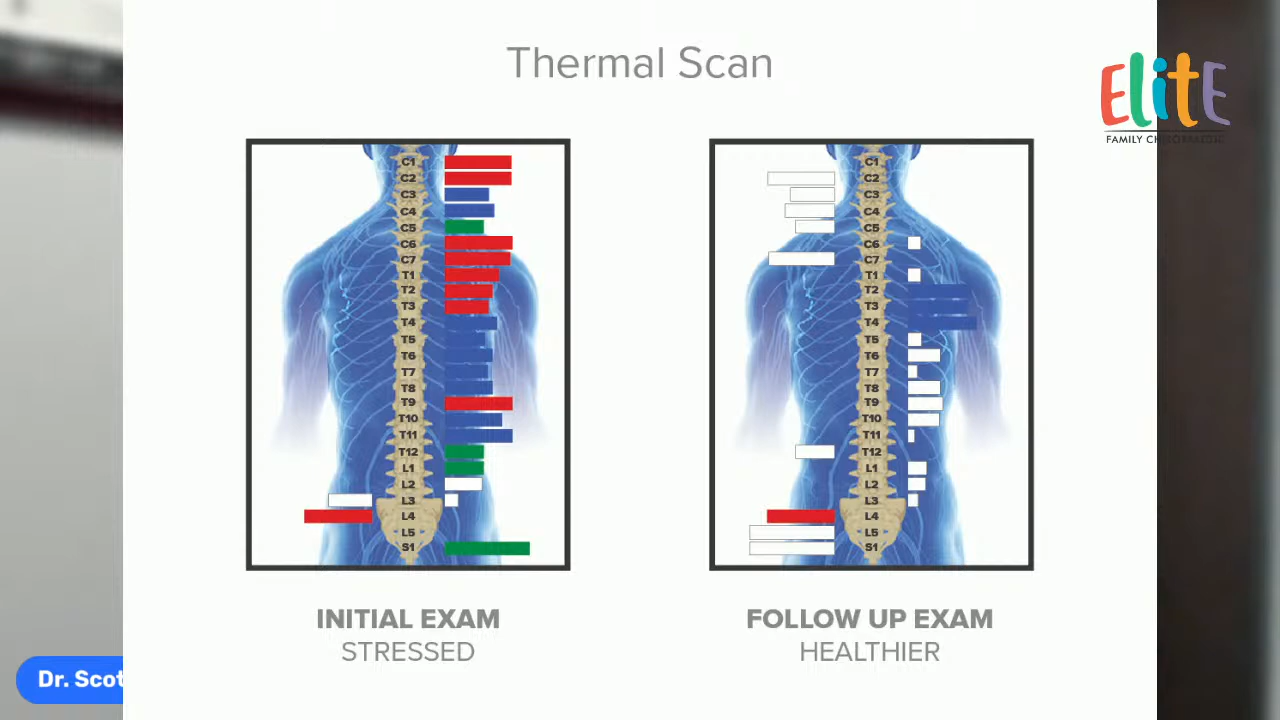 Thermal Scan
Elite
FAMILY CHIROPRACTIC
C1
C2
C3
C4
C5
C6
C7
T1
T2
T3
T4
T5
T6
T7
T8
T9
T10
T11
T12
L1
L2
L3
L4
L5
S1
C1
C2
C3
C4
C5
C6
C7
T1
T2
T3
T4
T5
T6
T7
T8
T9
T10
T11
T12
L1
L2
L3
L4
L5
S1
INITIAL EXAM
STRESSED
FOLLOW UP EXAM
HEALTHIER
Dr. Scot